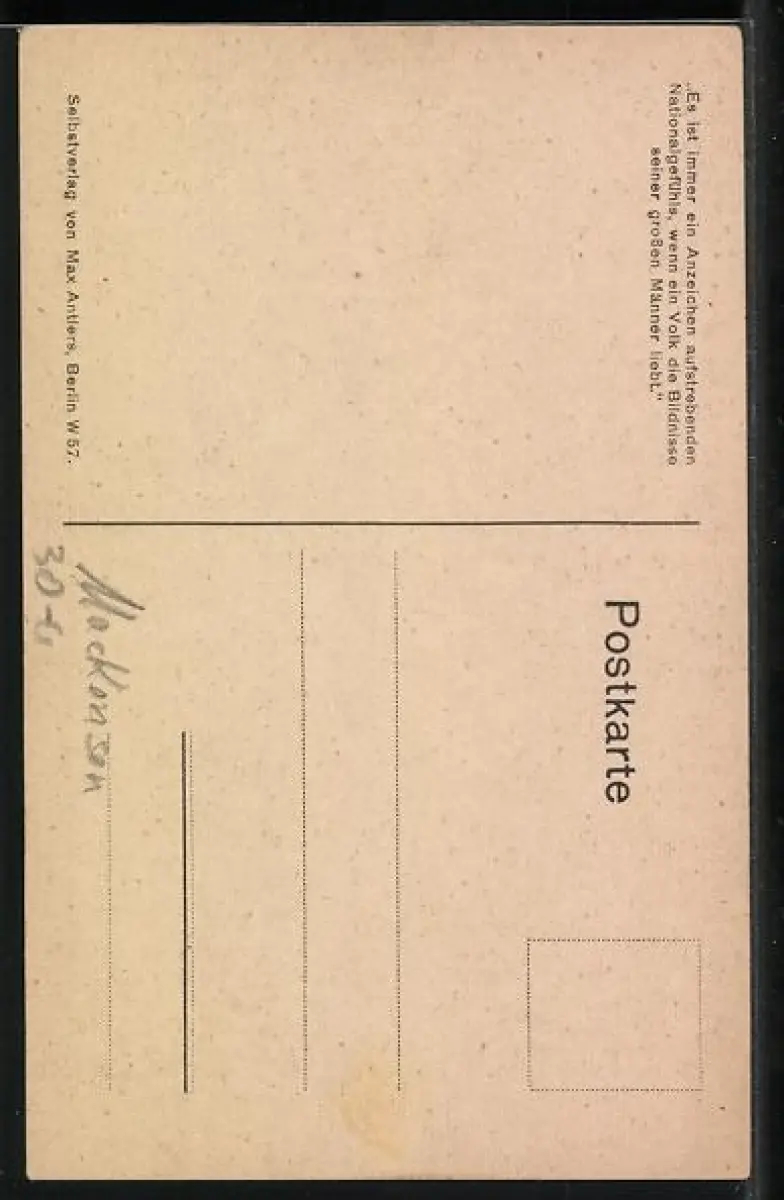 „Es ist immer ein Anzeichen aufstrebenden
Nationalgefühls, wenn ein Volk die Bildnisse
seiner großen Männer liebt.“
Selbstverlag von Max Antlers, Berlin W 57.
Postkarte
Mackensen
30